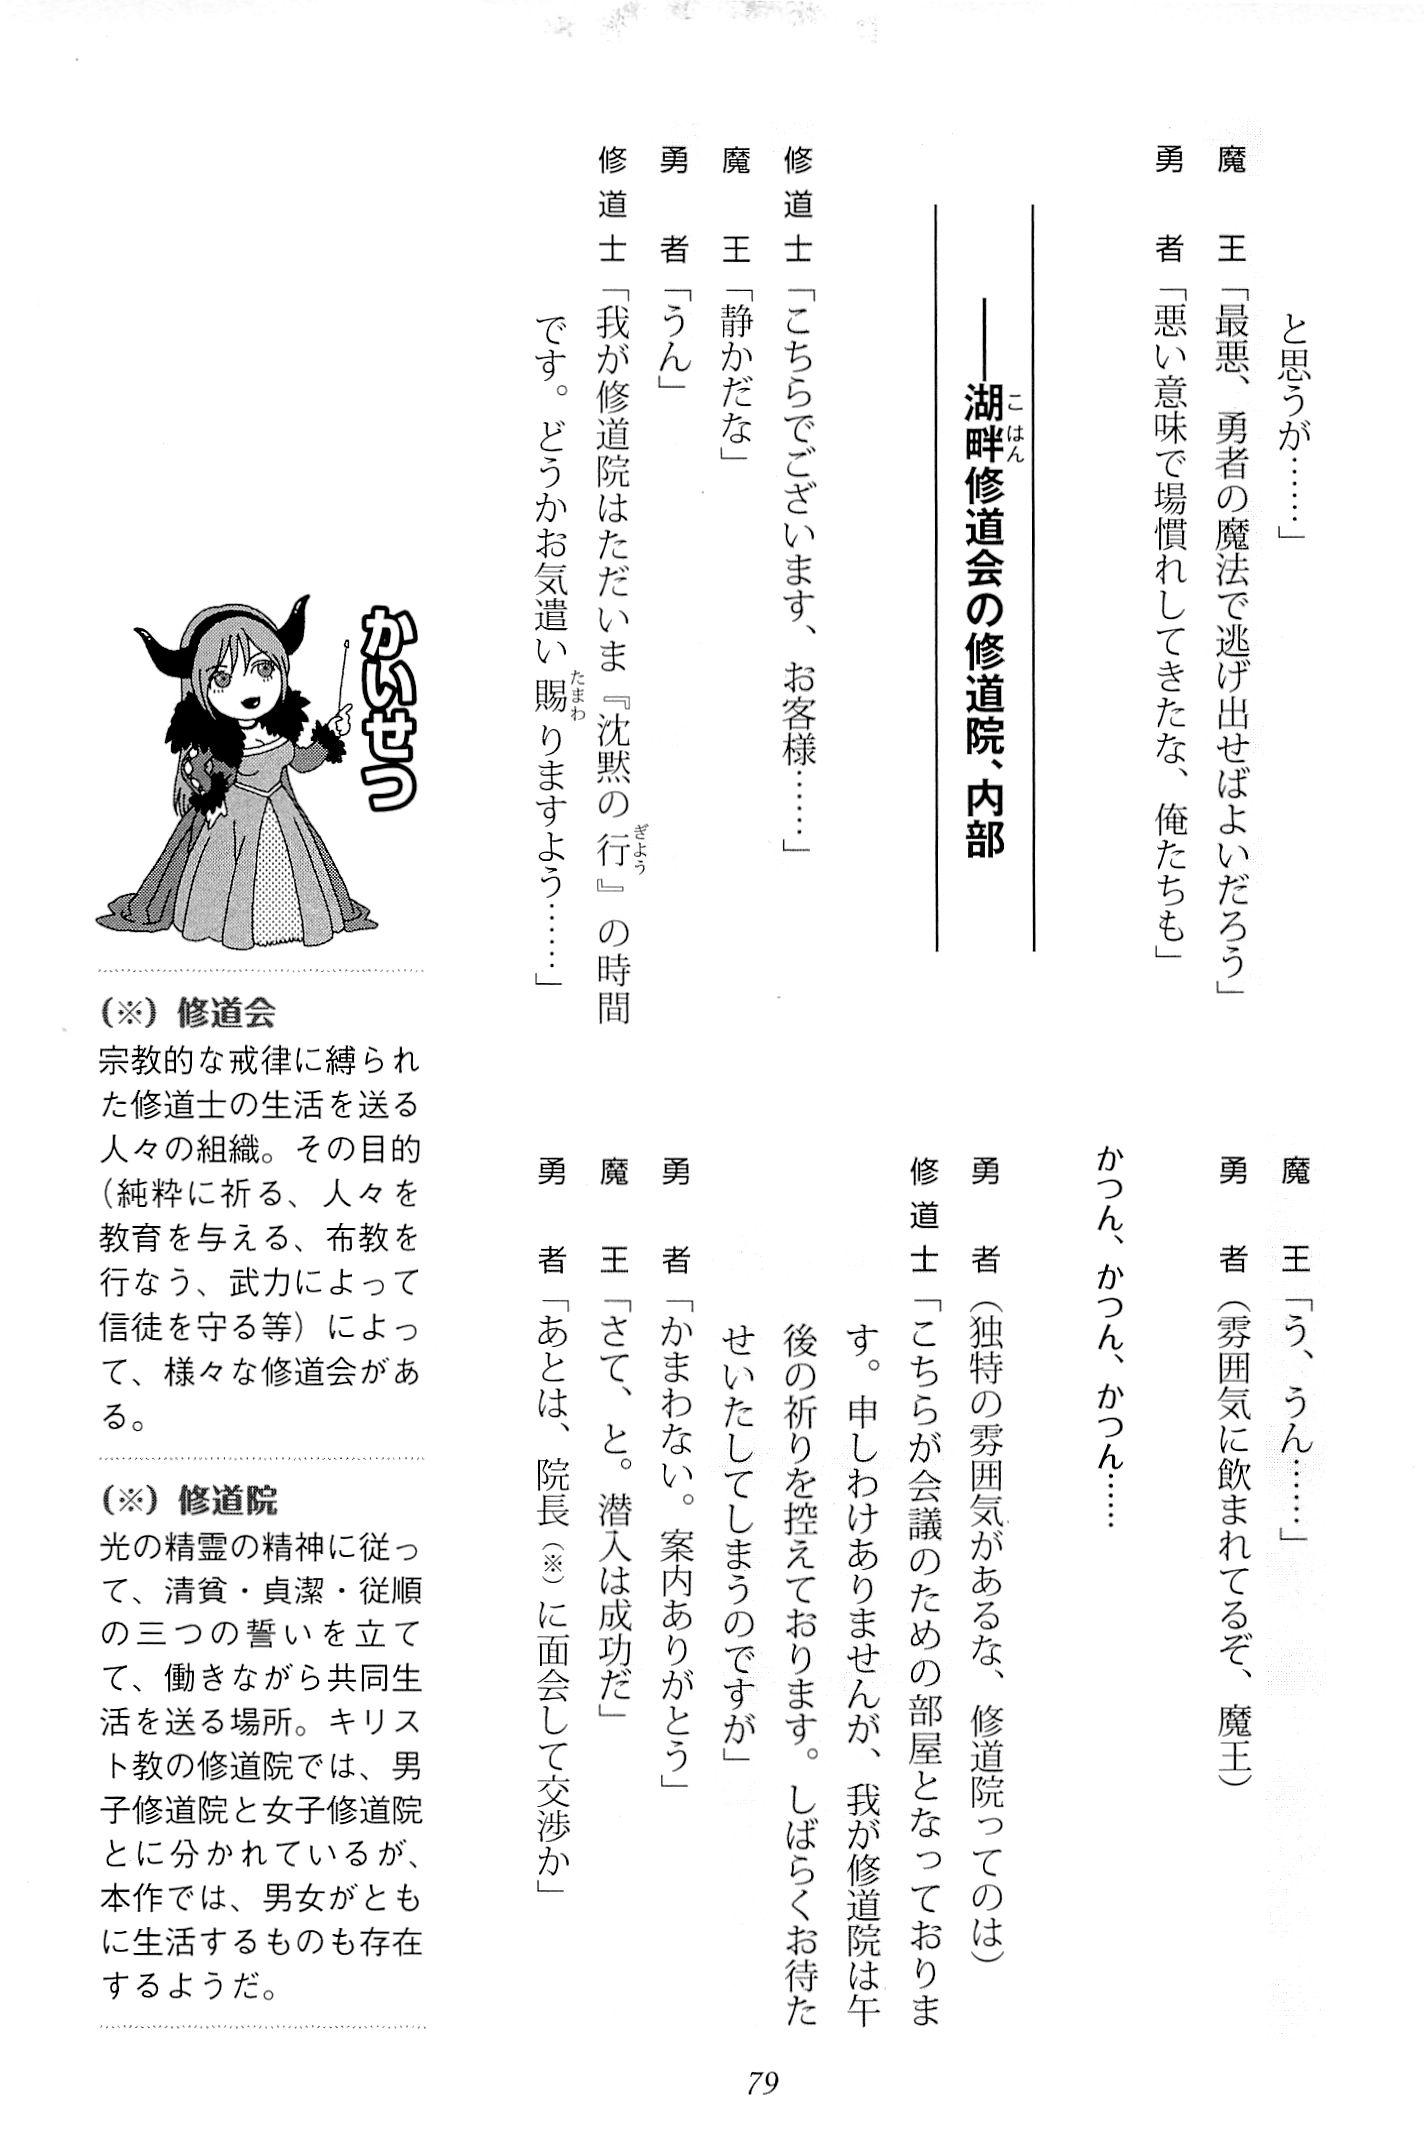 と思うが……」
魔王「最悪、勇者の魔法で逃げ出せばよいだろう」
勇者「悪い意味で場慣れしてきたな、俺たちも」
――湖畔修道会の修道院、内部
こはん
修道士「こちらでございます、お客様……」
魔王「静かだな」
勇者「うん」
修道士「我が修道院はただいま『沈黙の行』の時間
ぎよう
です。どうかお気遣い賜りますよう……」
たまわ
魔王「う、うん……」
勇者（雰囲気に飲まれてるぞ、魔王）
かつん、かつん、かつん……
勇者（独特の雰囲気があるな、修道院ってのは）
修道士「こちらが会議のための部屋となっておりま
す。申しわけありませんが、我が修道院は午
後の祈りを控えております。しばらくお待た
せいたしてしまうのですが」
勇者「かまわない。案内ありがとう」
魔王「さて、と。潜入は成功だ」
勇者「あとは、院長（※）に面会して交渉か」
かいせつ
（※）修道会
宗教的な戒律に縛られ
た修道士の生活を送る
人々の組織。その目的
（純粋に祈る、人々を
教育を与える、布教を
行なう、武力によって
信徒を守る等）によっ
て、様々な修道会があ
る。
（※）修道院
光の精霊の精神に従っ
て、清貧・貞潔・従順
の三つの誓いを立て
て、働きながら共同生
活を送る場所。キリス
ト教の修道院では、男
子修道院と女子修道院
とに分かれているが、
本作では、男女がとも
に生活するものも存在
するようだ。
79